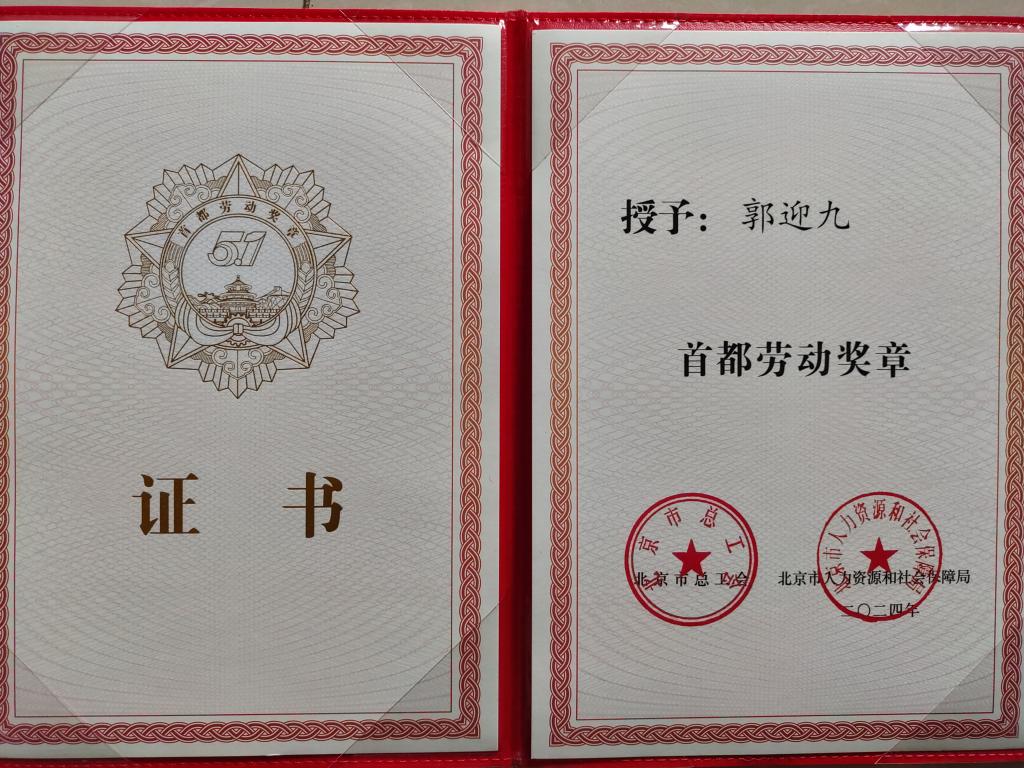 首都劳动奖章
51
证书
授予：郭迎九
首都劳动奖章
北京市总工会
北京市总工会
北京市人力资源和社会保障局
北京市人力资源和社会保障局
二〇二四年